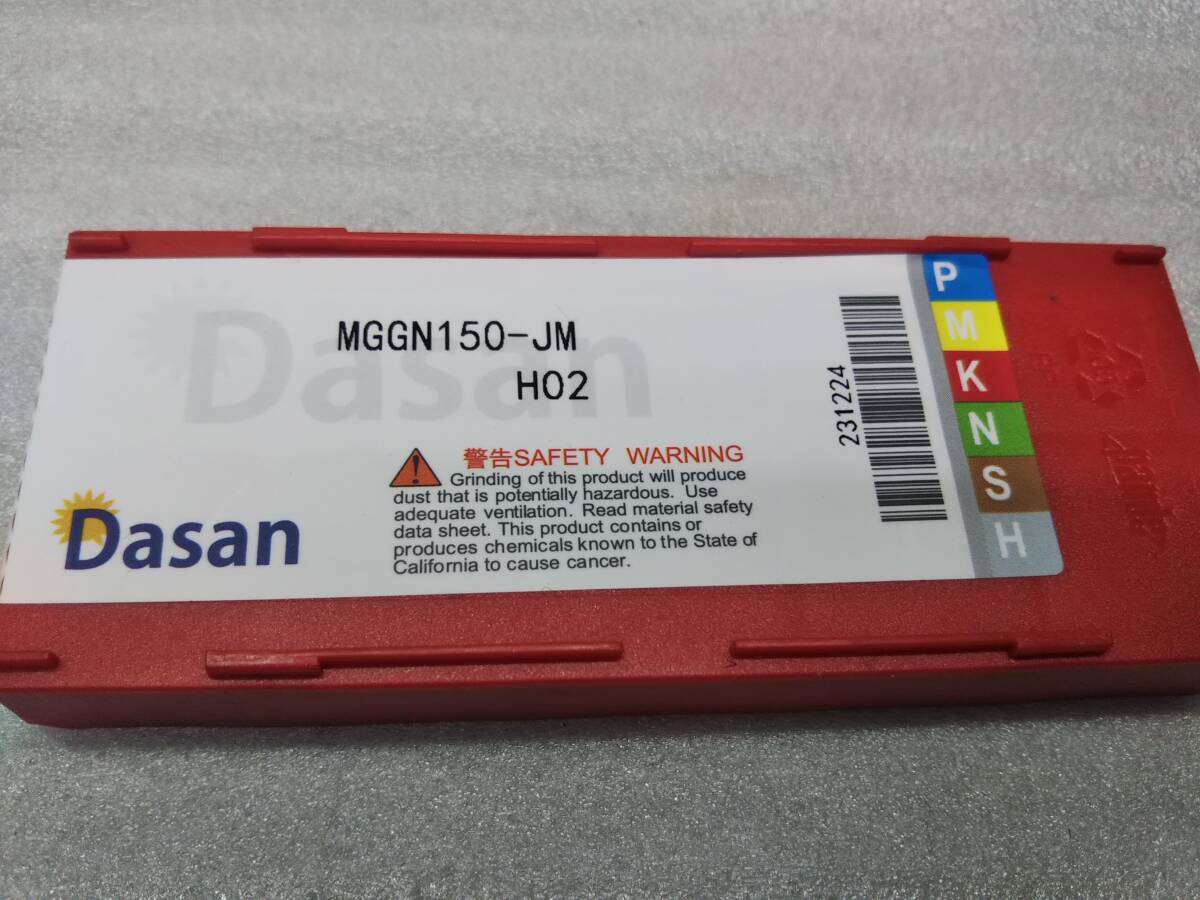 Dasan
MGGN150-JM
H02
警告SAFETY WARNING
Grinding of this product will produce
dust that is potentially hazardous. Use
adequate ventilation. Read material safety
data sheet. This product contains or
produces chemicals known to the State of
California to cause cancer.
Dasan
231224
P
M
K
N
S
H